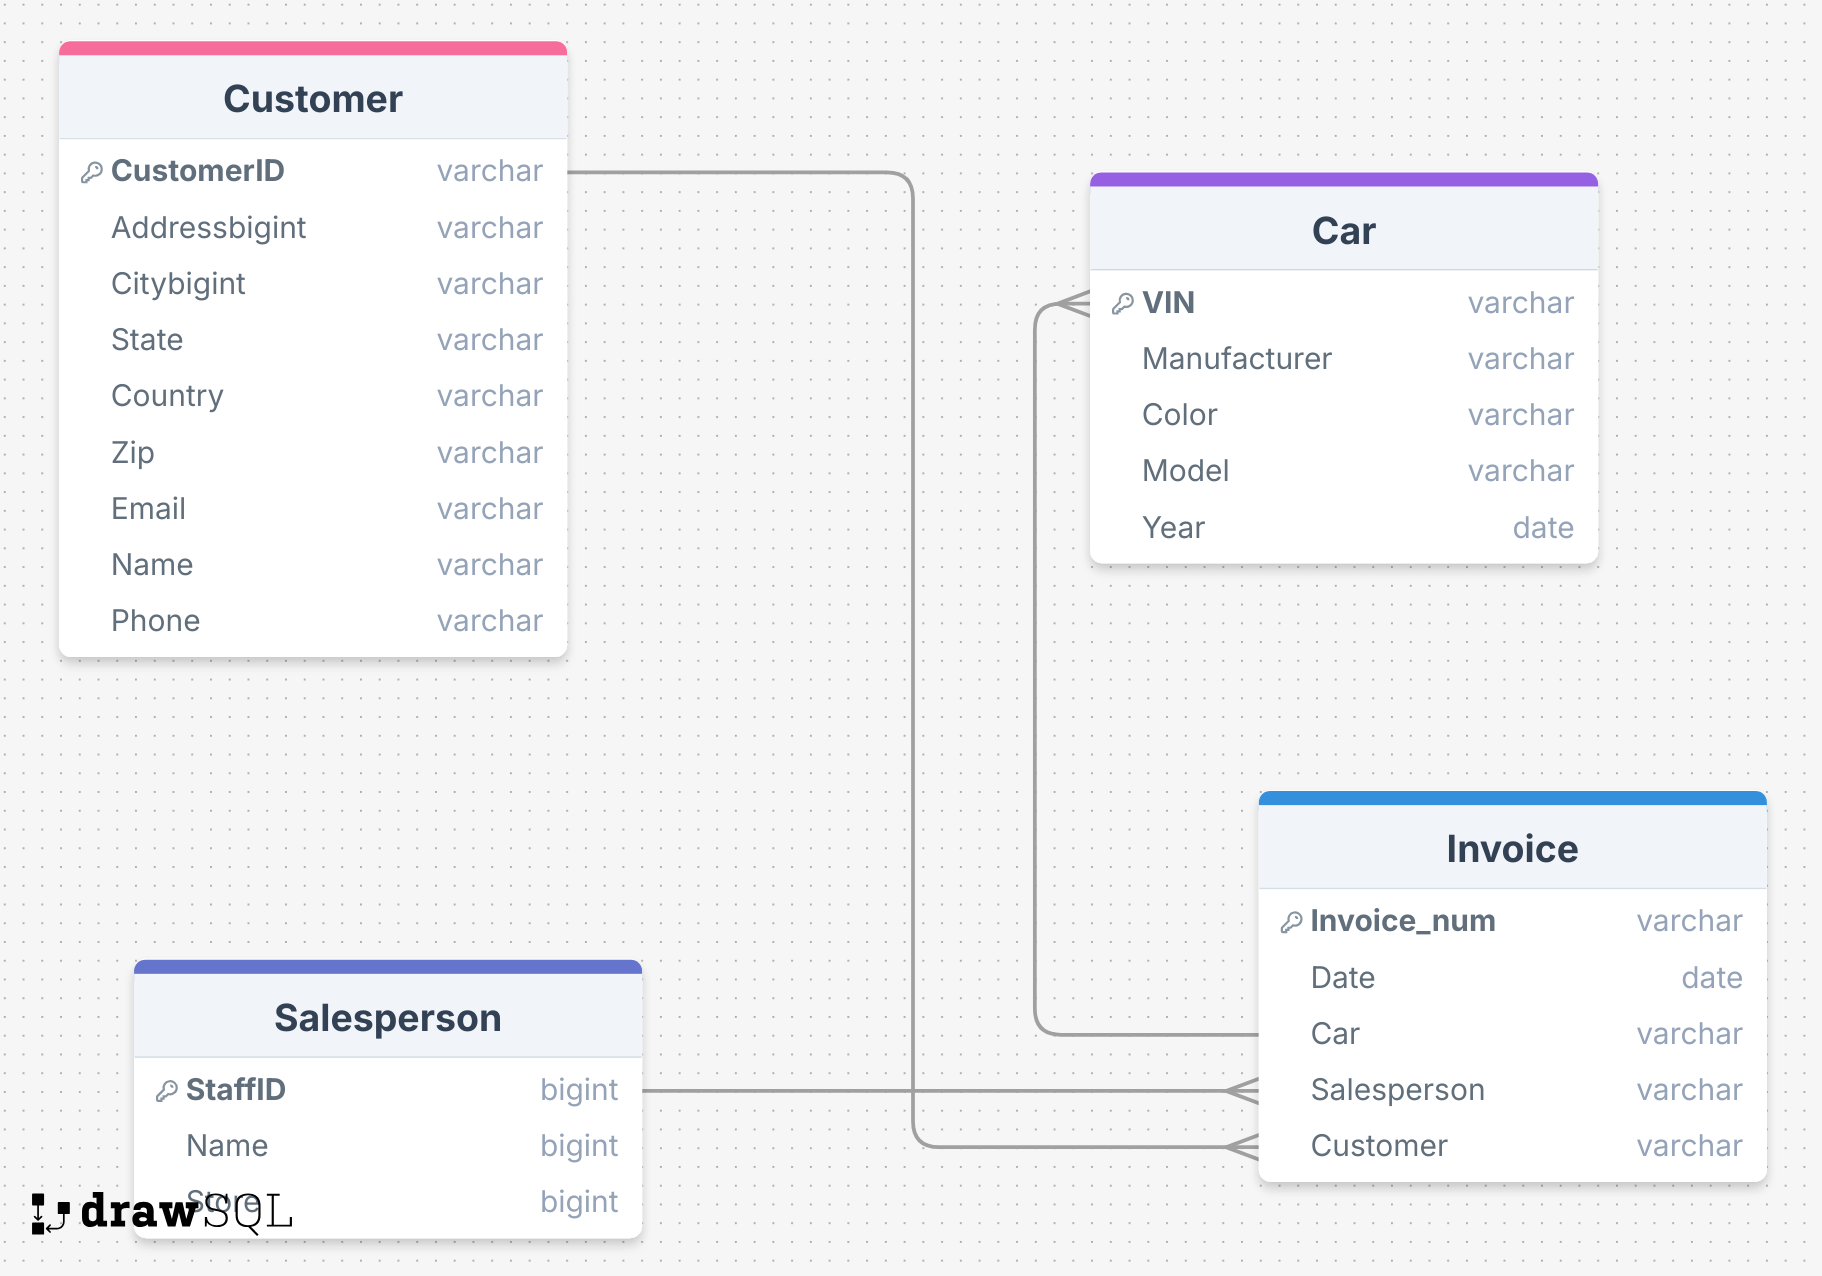 Customer
CustomerID varchar
Addressbigint varchar
Citybigint varchar
State varchar
Country varchar
Zip varchar
Email varchar
Name varchar
Phone varchar
Car
VIN varchar
Manufacturer varchar
Color varchar
Model varchar
Year date
Salesperson
StaffID bigint
Name bigint
Store bigint
Invoice
Invoice_num varchar
Date date
Car varchar
Salesperson varchar
Customer varchar
drawSQL